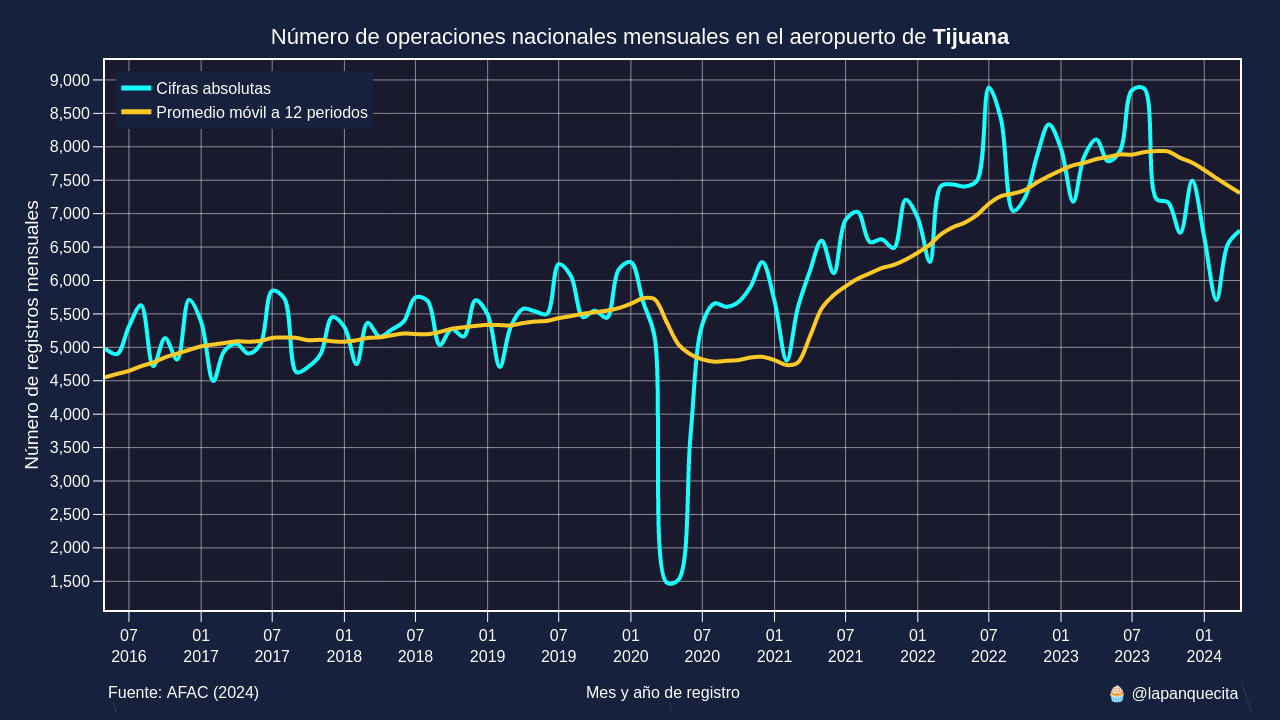 Número de operaciones nacionales mensuales en el aeropuerto de Tijuana
Cifras absolutas
Promedio móvil a 12 periodos
Número de registros mensuales
9,000
8,500
8,000
7,500
7,000
6,500
6,000
5,500
5,000
4,500
4,000
3,500
3,000
2,500
2,000
1,500
07 01 07 01 07 01 07 01 07 01 07 01 07 01 07 01
2016 2017 2017 2018 2018 2019 2019 2020 2020 2021 2021 2022 2022 2023 2023 2024
Fuente: AFAC (2024) Mes y año de registro 🧁 @lapanquecita